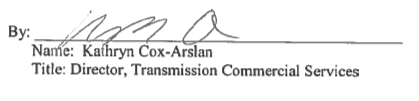 By:
Name: Kathryn Cox-Arslan
Title: Director, Transmission Commercial Services